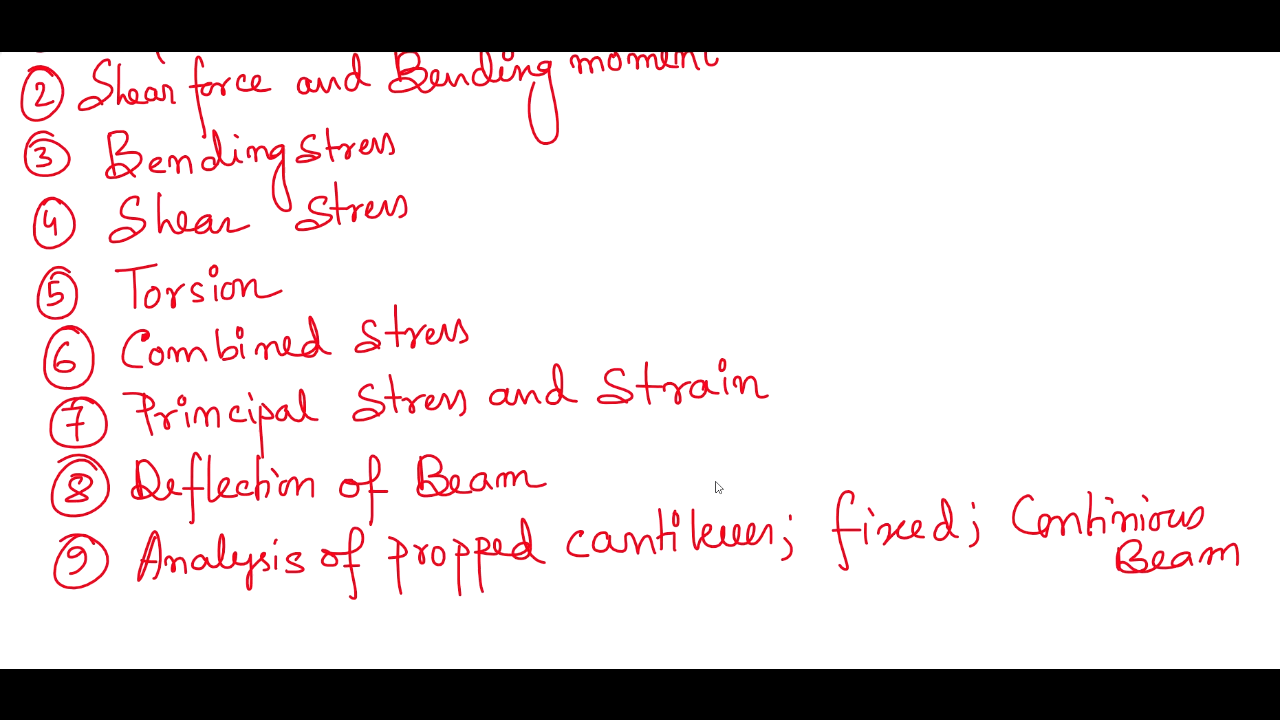 2 Shear force and Bending moment
3 Bending stress
4 Shear stress
5 Torsion
6 Combined stress
7 Principal stress and strain
8 Deflection of Beam
9 Analysis of propped cantilever; fixed; Continious
Beam